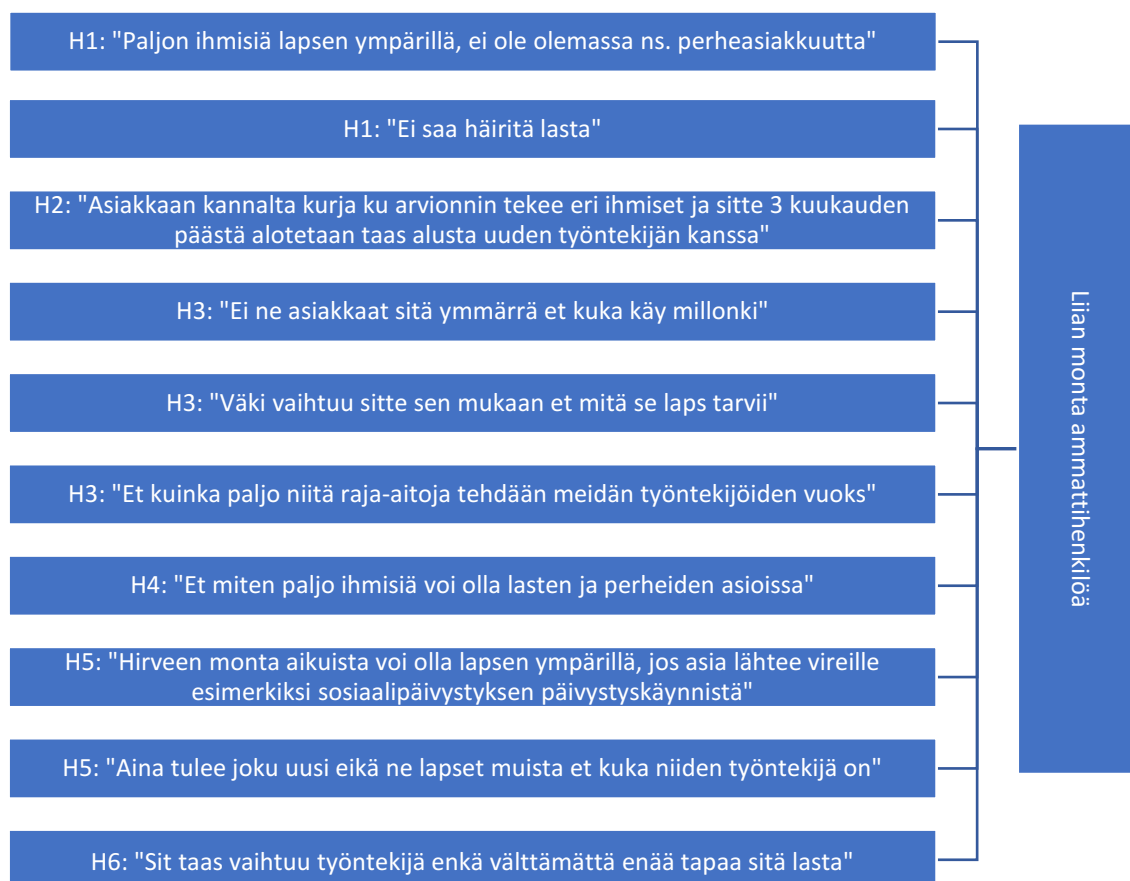 H1: "Paljon ihmisiä lapsen ympärillä, ei ole olemassa ns. perheasiakkuutta"
H1: "Ei saa häiritä lasta"
H2: "Asiakkaan kannalta kurja ku arvionnin tekee eri ihmiset ja sitte 3 kuukauden
päästä alotetaan taas alusta uuden työntekijän kanssa"
H3: "Ei ne asiakkaat sitä ymmärrä et kuka käy millonki"
H3: "Väki vaihtuu sitte sen mukaan et mitä se laps tarvii"
H3: "Et kuinka paljo niitä raja-aitoja tehdään meidän työntekijöiden vuoks"
H4: "Et miten paljo ihmisiä voi olla lasten ja perheiden asioissa"
H5: "Hirveen monta aikuista voi olla lapsen ympärillä, jos asia lähtee vireille
esimerkiksi sosiaalipäivystyksen päivystyskäynnistä"
H5: "Aina tulee joku uusi eikä ne lapset muista et kuka niiden työntekijä on"
H6: "Sit taas vaihtuu työntekijä enkä välttämättä enää tapaa sitä lasta"
Liian monta ammattihenkilöä